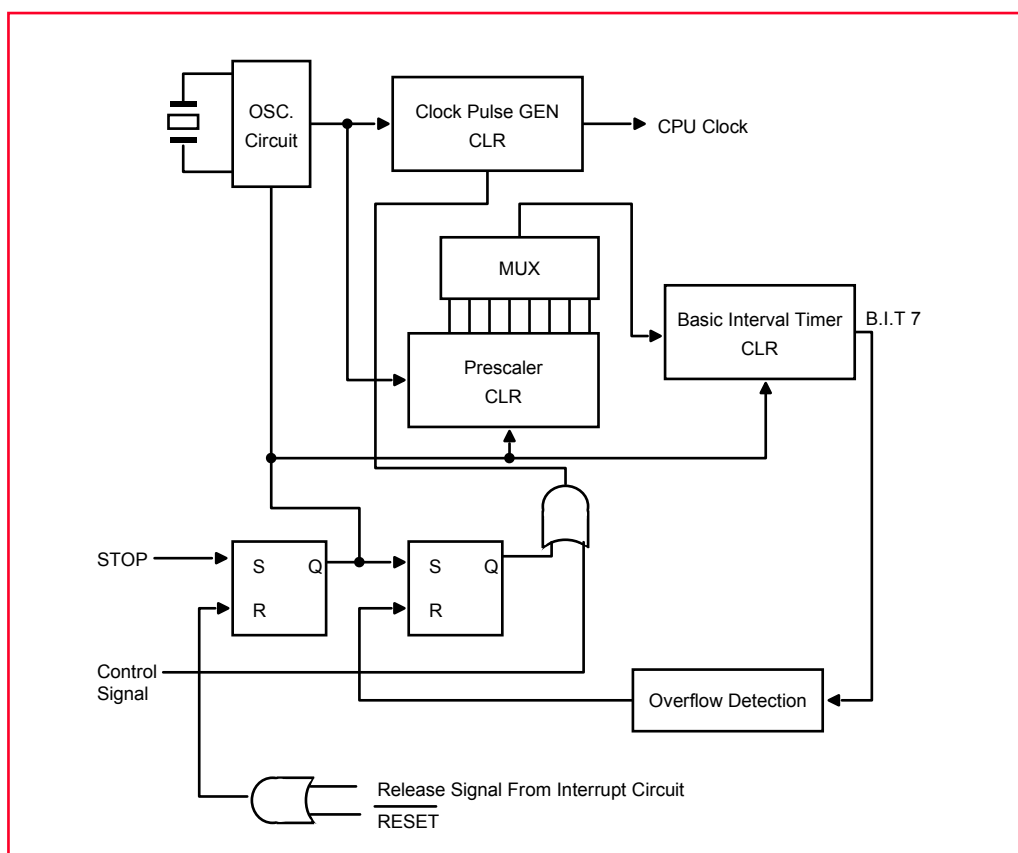 OSC.
Circuit
Clock Pulse GEN
CLR
CPU Clock
MUX
Prescaler
CLR
Basic Interval Timer
CLR
B.I.T 7
STOP
S Q
R
S Q
R
Control
Signal
Overflow Detection
Release Signal From Interrupt Circuit
RESET